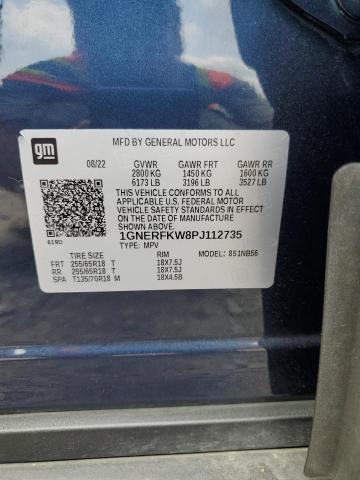 gm
MFD BY GENERAL MOTORS LLC
08/22 GVWR GAWR FRT GAWR RR
2800 KG 1450 KG 1600 KG
6173 LB 3196 LB 3527 LB
THIS VEHICLE CONFORMS TO ALL
APPLICABLE U.S. FEDERAL MOTOR
VEHICLE SAFETY STANDARDS IN EFFECT ON
THE DATE OF MANUFACTURE SHOWN ABOVE.
619D
1GNERFKW8PJ112735
TYPE: MPV MODEL: 851NB56
TIRE SIZE RIM
FRT 255/65R18 T 18X7.5J
RR 255/65R18 T 18X7.5J
SPA T135/70R18 M 18X4.5B